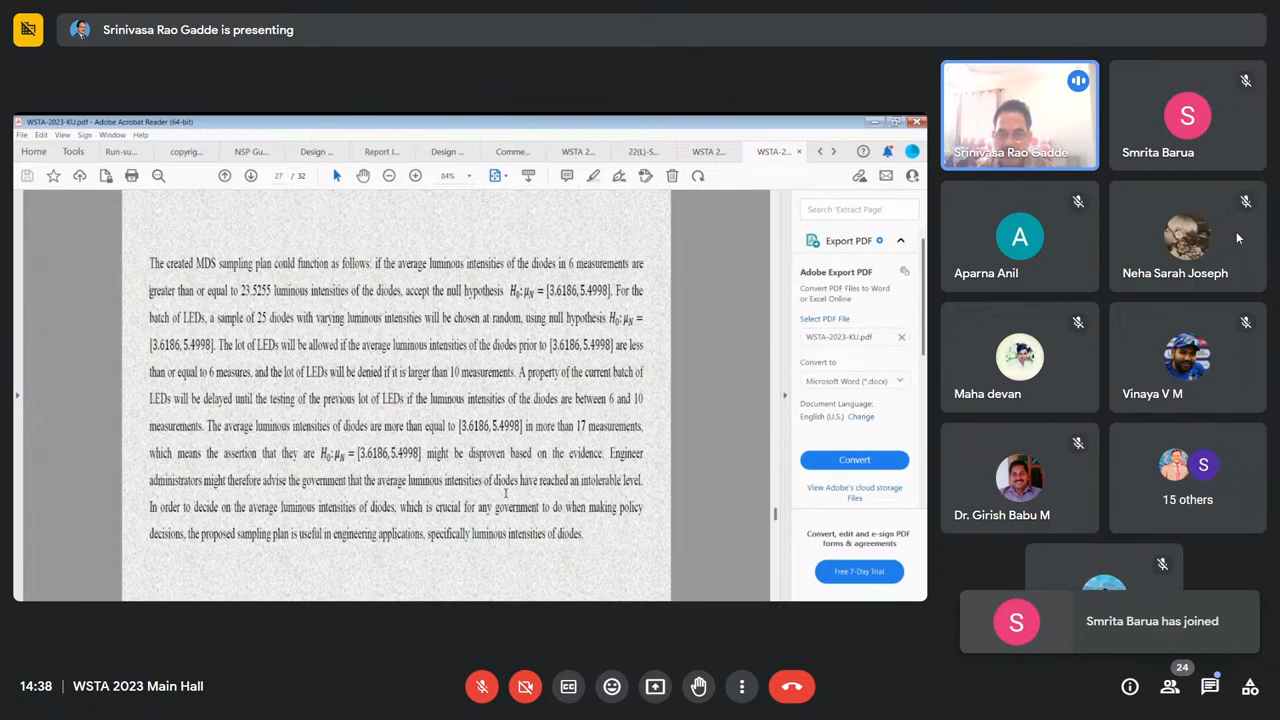 Srinivasa Rao Gadde is presenting
WSTA-2023-KU.pdf - Adobe Acrobat Reader (64-bit)
File Edit View Sign Window Help
Home Tools Run-su... copyrig... NSP Gu... Design ... Report I... Design ... Comme... WSTA 2... 22(L)-S... WSTA 2... WSTA-2... ×
27 / 32 64%
The created MDS sampling plan could function as follows: if the average luminous intensities of the diodes in 6 measurements are
greater than or equal to 23.5255 luminous intensities of the diodes, accept the null hypothesis H₀: μN = [3.6186, 5.4998]. For the
batch of LEDs, a sample of 25 diodes with varying luminous intensities will be chosen at random, using null hypothesis H₀: μN =
[3.6186, 5.4998]. The lot of LEDs will be allowed if the average luminous intensities of the diodes prior to [3.6186, 5.4998] are less
than or equal to 6 measures, and the lot of LEDs will be denied if it is larger than 10 measurements. A property of the current batch of
LEDs will be delayed until the testing of the previous lot of LEDs if the luminous intensities of the diodes are between 6 and 10
measurements. The average luminous intensities of diodes are more than equal to [3.6186, 5.4998] in more than 17 measurements,
which means the assertion that they are H₀: μN = [3.6186, 5.4998] might be disproven based on the evidence. Engineer
administrators might therefore advise the government that the average luminous intensities of diodes have reached an intolerable level.
In order to decide on the average luminous intensities of diodes, which is crucial for any government to do when making policy
decisions, the proposed sampling plan is useful in engineering applications, specifically luminous intensities of diodes.
Search 'Extract Page'
Export PDF
Adobe Export PDF
Convert PDF Files to Word
or Excel Online
Select PDF File
WSTA-2023-KU.pdf
Convert to
Microsoft Word (*.docx)
Document Language:
English (U.S.) Change
Convert
View Adobe's cloud storage
Files
Convert, edit and e-sign PDF
forms & agreements
Free 7-Day Trial
Srinivasa Rao Gadde
S
Smrita Barua
A
Aparna Anil
Neha Sarah Joseph
Maha devan
Vinaya V M
Dr. Girish Babu M
S
15 others
S
Smrita Barua has joined
14:38 WSTA 2023 Main Hall
24